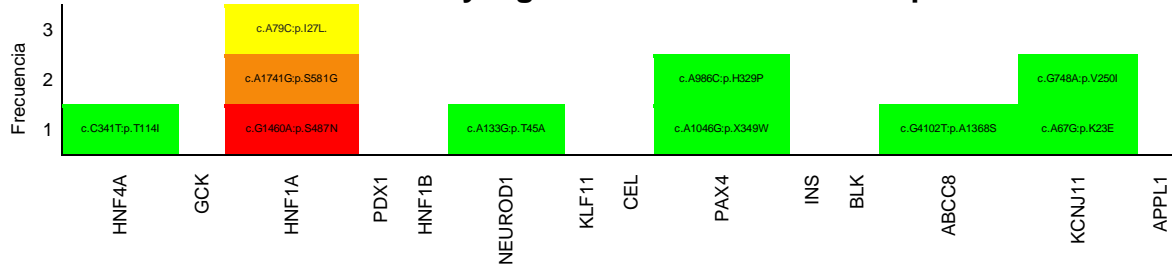 3
c.A79C:p.I27L.
Frecuencia
2
c.A1741G:p.S581G
c.A986C:p.H329P
c.G748A:p.V250I
1
c.C341T:p.T114I
c.G1460A:p.S487N
c.A133G:p.T45A
c.A1046G:p.X349W
c.G4102T:p.A1368S
c.A67G:p.K23E
HNF4A
GCK
HNF1A
PDX1
HNF1B
NEUROD1
KLF11
CEL
PAX4
INS
BLK
ABCC8
KCNJ11
APPL1